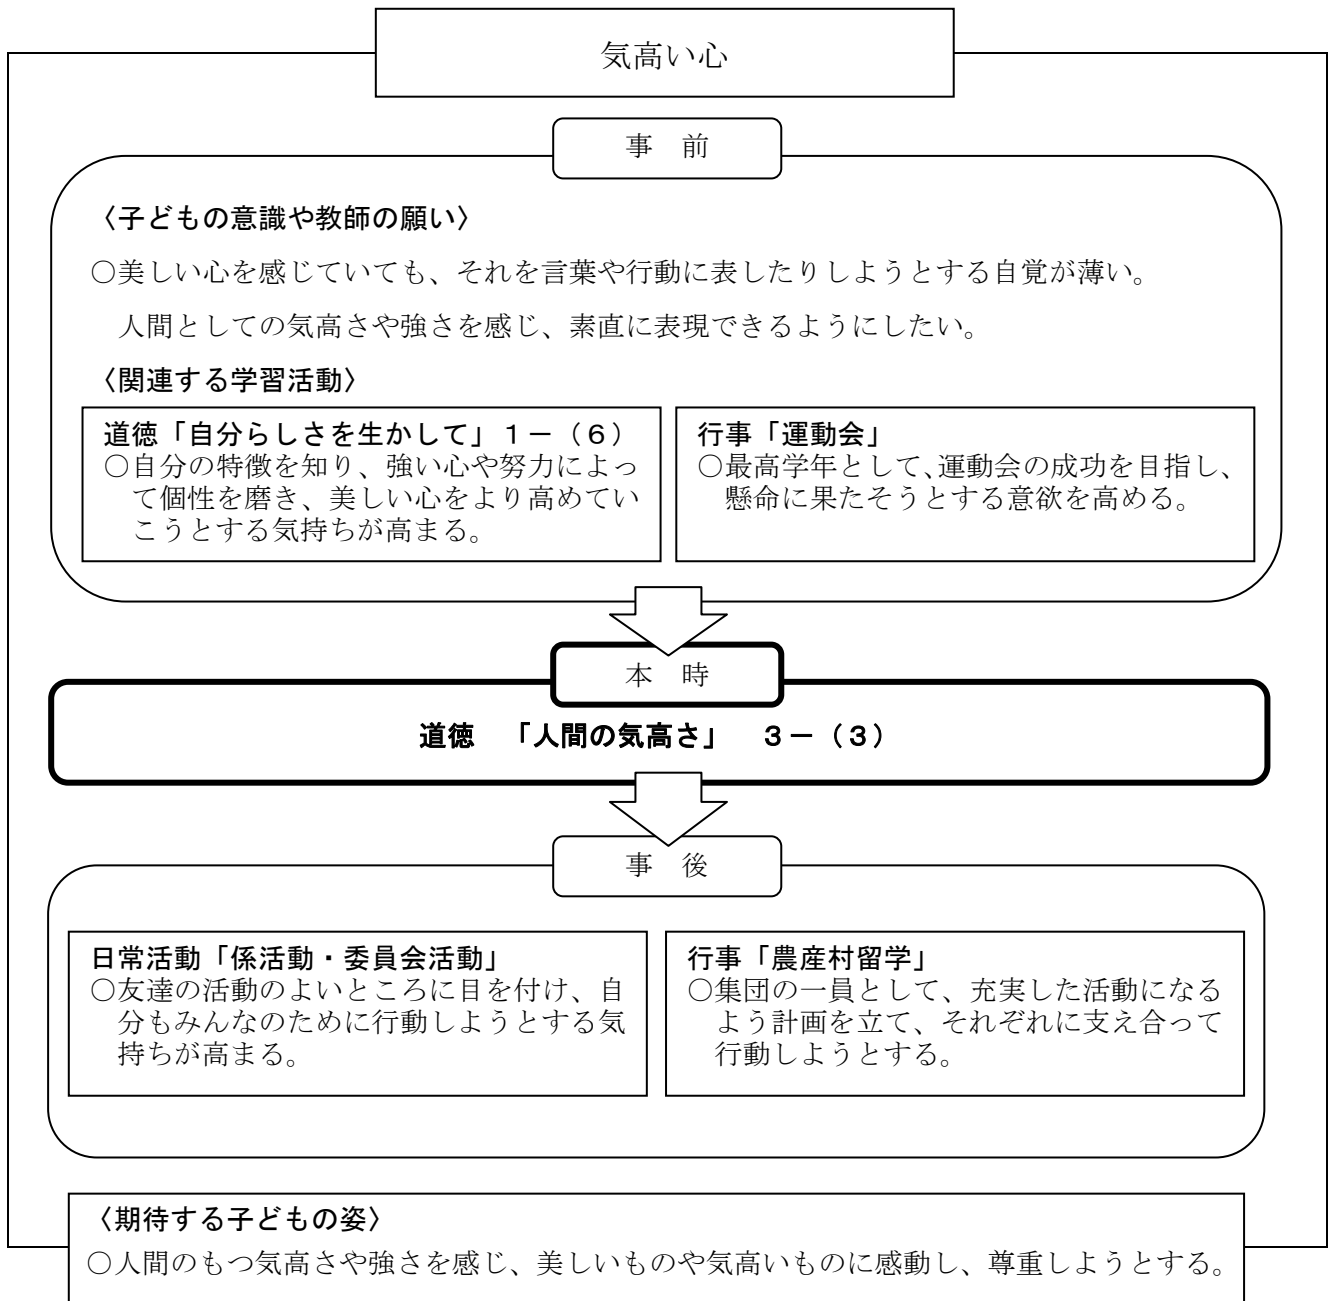 気高い心
事　前
〈子どもの意識や教師の願い〉
○美しい心を感じていても、それを言葉や行動に表したりしようとする自覚が薄い。
人間としての気高さや強さを感じ、素直に表現できるようにしたい。
〈関連する学習活動〉
道徳「自分らしさを生かして」１－（６）
○自分の特徴を知り、強い心や努力によっ
て個性を磨き、美しい心をより高めてい
こうとする気持ちが高まる。
行事「運動会」
○最高学年として、運動会の成功を目指し、
懸命に果たそうとする意欲を高める。
本　時
道徳　「人間の気高さ」　３－（３）
事　後
日常活動「係活動・委員会活動」
○友達の活動のよいところに目を付け、自
分もみんなのために行動しようとする気
持ちが高まる。
行事「農産村留学」
○集団の一員として、充実した活動になる
よう計画を立て、それぞれに支え合って
行動しようとする。
〈期待する子どもの姿〉
○人間のもつ気高さや強さを感じ、美しいものや気高いものに感動し、尊重しようとする。